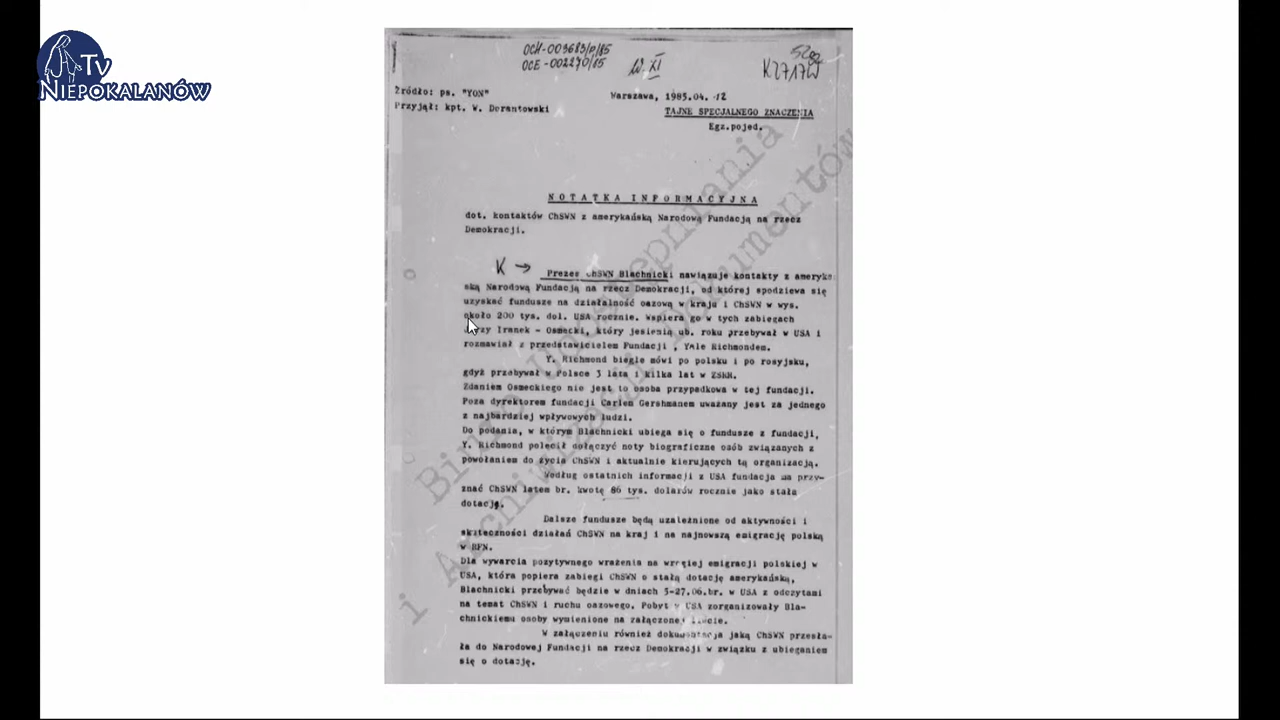 Tv
NIEPOKALANÓW
OCH-003683/P/85
OCE-002270/85
W. XI
K2717W
Źródło: ps. "YON"
Przyjął: kpt. W. Dorantowski
Warszawa, 1985.04.12
TAJNE SPECJALNEGO ZNACZENIA
Egz.pojed.
NOTATKA INFORMACYJNA
dot. kontaktów ChSWN z amerykańską Narodową Fundacją na rzecz
Demokracji.
K →
Prezes ChSWN Blachnicki nawiązuje kontakty z ameryka
ską Narodową Fundacją na rzecz Demokracji, od której spodziewa się
uzyskać fundusze na działalność oazową w kraju i ChSWN w wys.
około 200 tys. dol. USA rocznie. Wspiera go w tych zabiegach
Jerzy Iranek - Osmecki, który jesienią ub. roku przebywał w USA i
rozmawiał z przedstawicielem Fundacji , Yale Richmondem.
Y. Richmond biegle mówi po polsku i po rosyjsku,
gdyż przebywał w Polsce 3 lata i kilka lat w ZSRR.
Zdaniem Osmeckiego nie jest to osoba przypadkowa w tej fundacji.
Poza dyrektorem fundacji Carlem Gershmanem uważany jest za jednego
z najbardziej wpływowych ludzi.
Do podania, w którym Blachnicki ubiega się o fundusze z fundacji,
Y. Richmond polecił dołączyć noty biograficzne osób związanych z
powołaniem do życia ChSWN i aktualnie kierujących tą organizacją.
Według ostatnich informacji z USA fundacja ma przy-
znać ChSWN latem br. kwotę 86 tys. dolarów rocznie jako stałą
dotację.
Dalsze fundusze będą uzależnione od aktywności i
skuteczności działań ChSWN na kraj i na najnowszą emigrację polską
w RFN.
Dla wywarcia pozytywnego wrażenia na
emigracji polskiej w
USA, która popiera zabiegi ChSWN o stałą dotację amerykańską,
Blachnicki przebywać będzie w dniach 5-27.06.br. w USA z odczytami
na temat ChSWN i ruchu oazowego. Pobyt w USA zorganizowały Bla-
chnickiemu osoby wymienione na załączonej liście.
W załączeniu również dokumentacja jaką ChSWN przesła-
ła do Narodowej Fundacji na rzecz Demokracji w związku z ubieganiem
się o dotację.
Biuro Udostępniania
i Archiwizacji Dokumentów